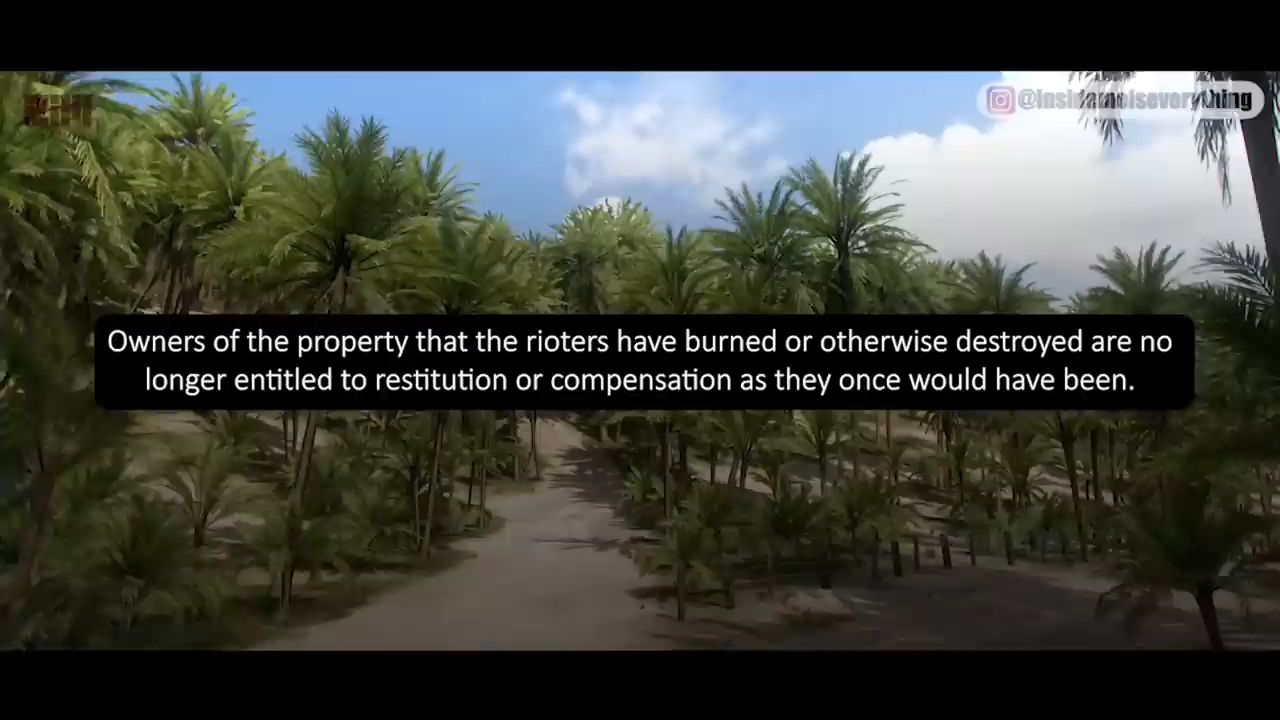 @Insidamoiseverything
Owners of the property that the rioters have burned or otherwise destroyed are no
longer entitled to restitution or compensation as they once would have been.